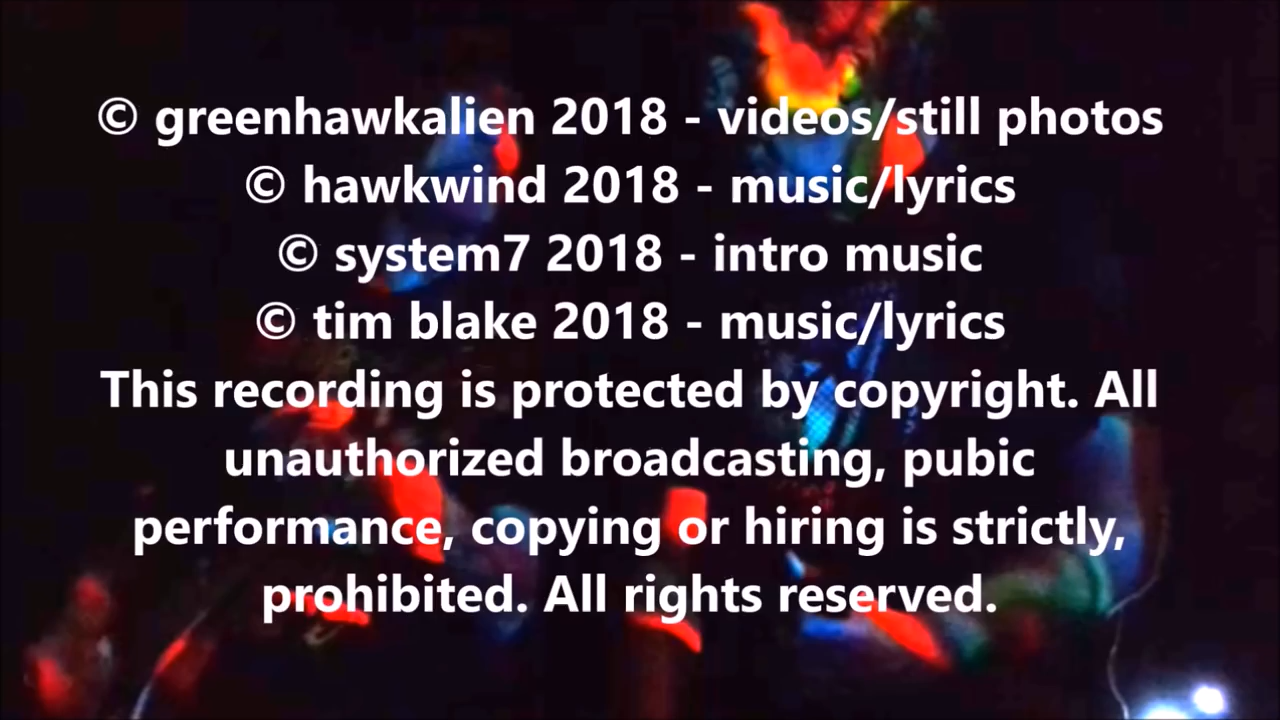 © greenhawkalien 2018 - videos/still photos
© hawkwind 2018 - music/lyrics
© system7 2018 - intro music
© tim blake 2018 - music/lyrics
This recording is protected by copyright. All
unauthorized broadcasting, pubic
performance, copying or hiring is strictly,
prohibited. All rights reserved.